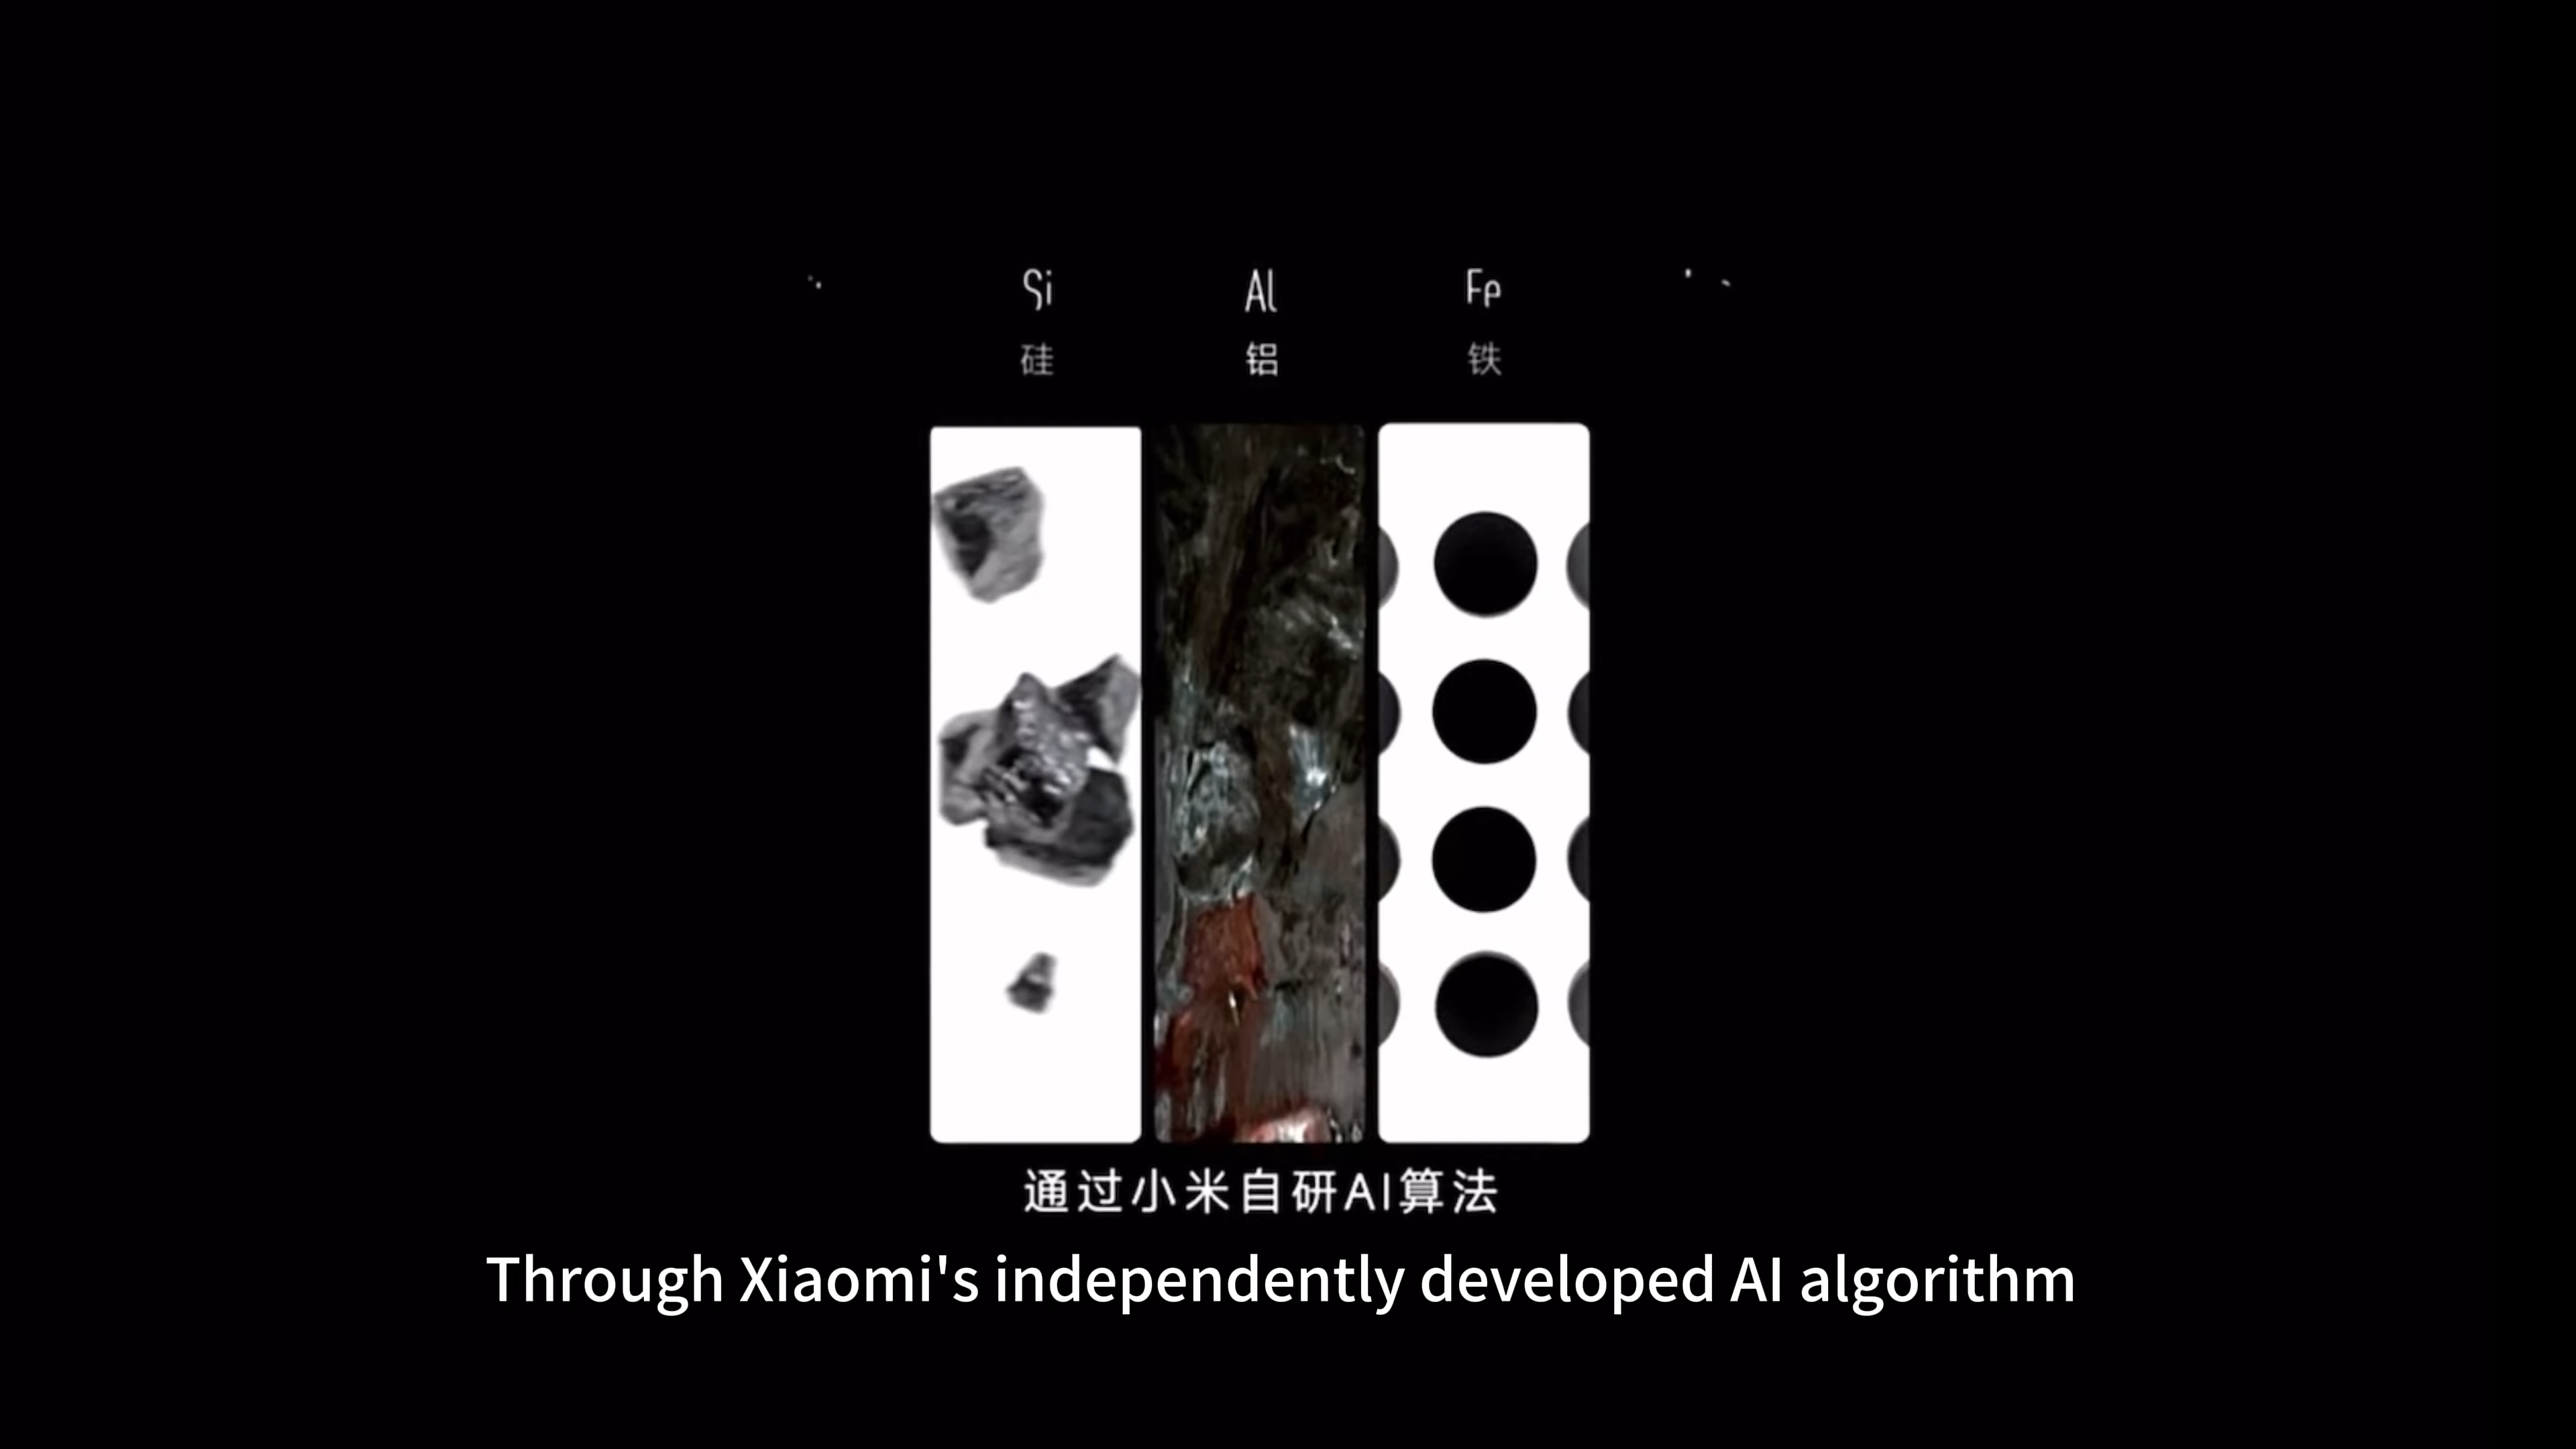 Si Al Fe
硅 铝 铁
通过小米自研AI算法
Through Xiaomi's independently developed AI algorithm